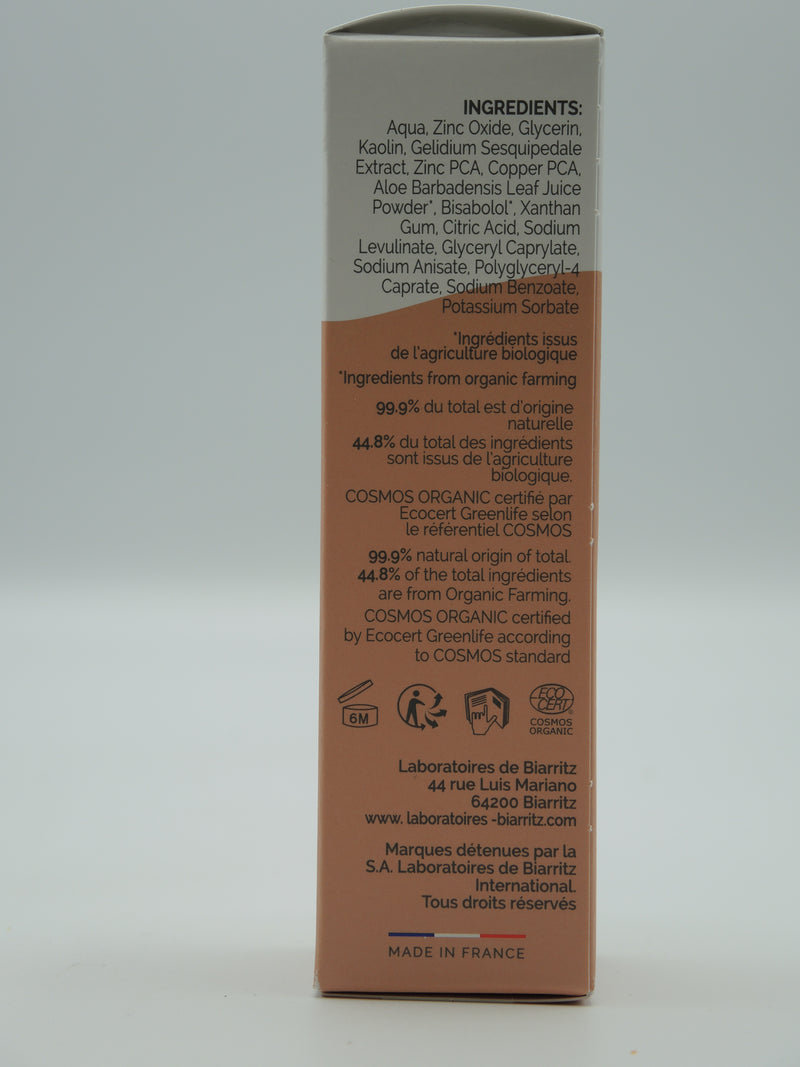 INGREDIENTS:
Aqua, Zinc Oxide, Glycerin,
Kaolin, Gelidium Sesquipedale
Extract, Zinc PCA, Copper PCA,
Aloe Barbadensis Leaf Juice
Powder*, Bisabolol*, Xanthan
Gum, Citric Acid, Sodium
Levulinate, Glyceryl Caprylate,
Sodium Anisate, Polyglyceryl-4
Caprate, Sodium Benzoate,
Potassium Sorbate
*Ingrédients issus
de l'agriculture biologique
*Ingredients from organic farming
99.9% du total est d'origine
naturelle
44.8% du total des ingrédients
sont issus de l'agriculture
biologique.
COSMOS ORGANIC certifié par
Ecocert Greenlife selon
le référentiel COSMOS
99.9% natural origin of total.
44.8% of the total ingrédients
are from Organic Farming.
COSMOS ORGANIC certified
by Ecocert Greenlife according
to COSMOS standard
6M
ECO
CERT®
COSMOS
ORGANIC
Laboratoires de Biarritz
44 rue Luis Mariano
64200 Biarritz
www. laboratoires -biarritz.com
Marques détenues par la
S.A. Laboratoires de Biarritz
International.
Tous droits réservés
MADE IN FRANCE